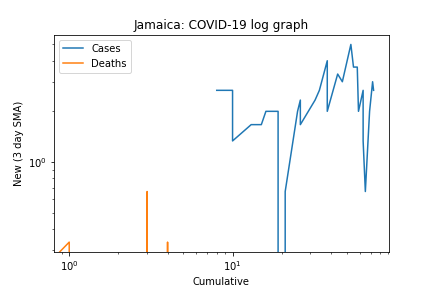 Jamaica: COVID-19 log graph
Cases
Deaths
New (3 day SMA)
10⁰
10⁰
10¹
Cumulative